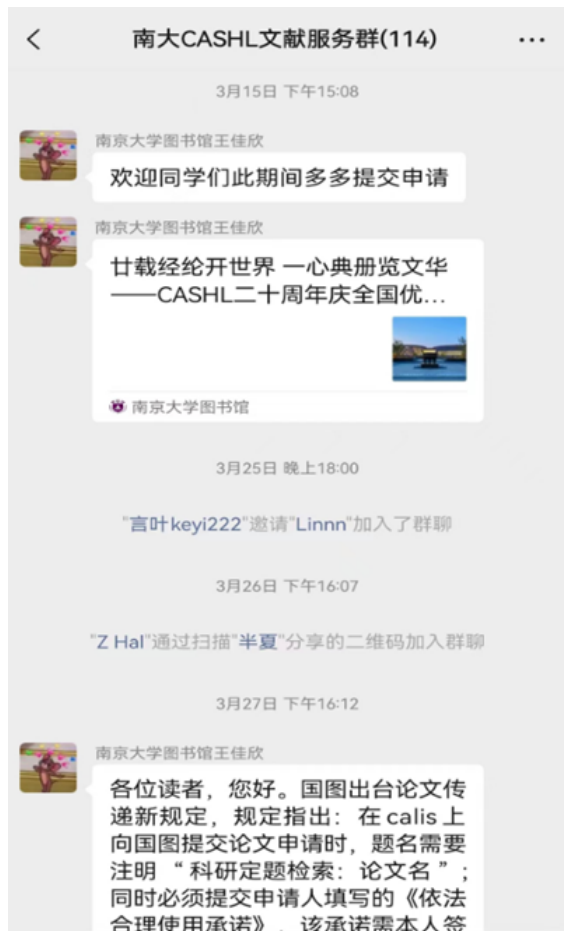 南大CASHL文献服务群(114)
3月15日 下午15:08
南京大学图书馆王佳欣
欢迎同学们此期间多多提交申请
南京大学图书馆王佳欣
廿载经纶开世界 一心典册览文华
——CASHL二十周年庆全国优...
南京大学图书馆
3月25日 晚上18:00
"言叶keyi222"邀请"Linnn"加入了群聊
3月26日 下午16:07
"Z Hal"通过扫描"半夏"分享的二维码加入群聊
3月27日 下午16:12
南京大学图书馆王佳欣
各位读者，您好。国图出台论文传
递新规定，规定指出：在calis上
向国图提交论文申请时，题名需要
注明 “科研定题检索：论文名”；
同时必须提交申请人填写的《依法
合理使用承诺》，该承诺需本人签